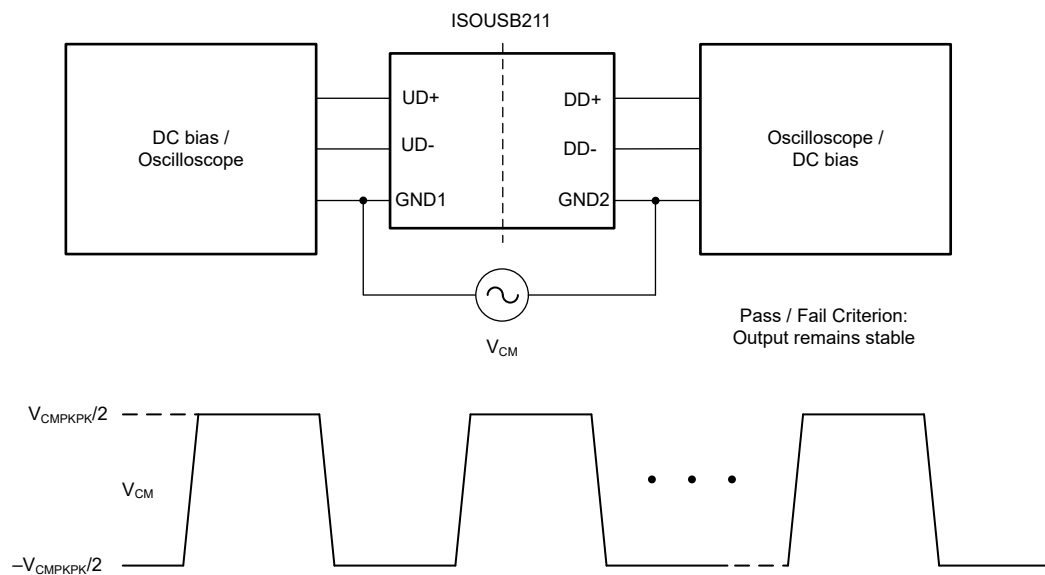 ISOUSB211
DC bias /
Oscilloscope
UD+
UD-
GND1
DD+
DD-
GND2
Oscilloscope /
DC bias
V_CM
Pass / Fail Criterion:
Output remains stable
V_CMPKPK/2
V_CM
–V_CMPKPK/2